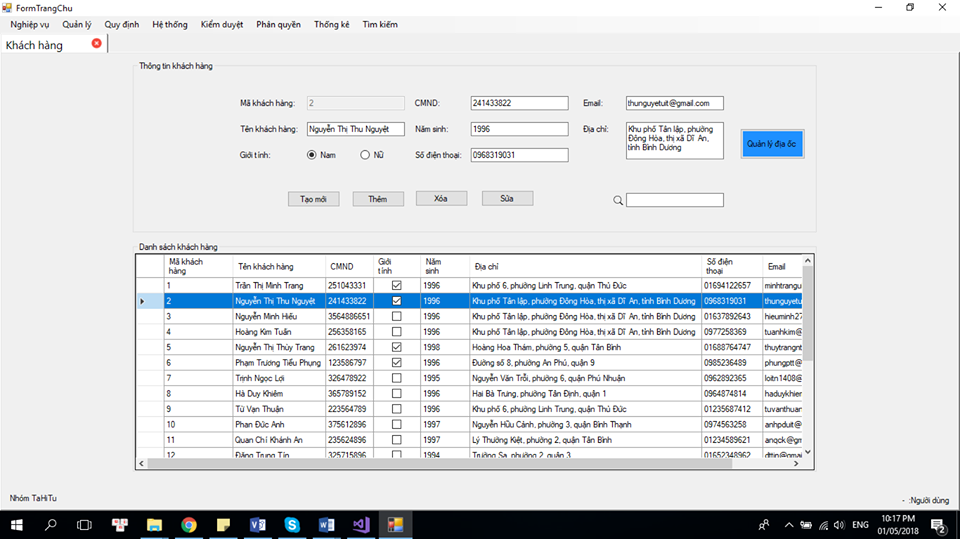 FormTrangChu
Nghiệp vụ Quản lý Quy định Hệ thống Kiểm duyệt Phân quyền Thống kê Tìm kiếm
Khách hàng
Thông tin khách hàng
Mã khách hàng: 2 CMND: 241433822 Email: thunguyetuit@gmail.com
Tên khách hàng: Nguyễn Thị Thu Nguyệt Năm sinh: 1996 Địa chỉ: Khu phố Tân lập, phường
Đông Hòa, thị xã Dĩ An,
tỉnh Bình Dương
Quản lý địa ốc
Giới tính: Nam Nữ Số điện thoại: 0968319031
Tạo mới Thêm Xóa Sửa
Danh sách khách hàng
Mã khách hàng Tên khách hàng CMND Giới tính Năm sinh Địa chỉ Số điện thoại Email
1 Trần Thị Minh Trang 251043331 1996 Khu phố 6, phường Linh Trung, quận Thủ Đức 01694122657 minhtrangu
2 Nguyễn Thị Thu Nguyệt 241433822 1996 Khu phố Tân lập, phường Đông Hòa, thị xã Dĩ An, tỉnh Bình Dương 0968319031 thunguyetu
3 Nguyễn Minh Hiếu 3564886651 1996 Khu phố Tân lập, phường Đông Hòa, thị xã Dĩ An, tỉnh Bình Dương 01637892643 hieuminh27
4 Hoàng Kim Tuấn 256358165 1996 Khu phố Tân lập, phường Đông Hòa, thị xã Dĩ An, tỉnh Bình Dương 0977258369 tuanhkim@
5 Nguyễn Thị Thùy Trang 261623974 1998 Hoàng Hoa Thám, phường 5, quận Tân Bình 01688764747 thuytrangnt
6 Phạm Trương Tiểu Phụng 123586797 1996 Đường số 8, phường An Phú, quận 9 0985236489 phungptt@
7 Trịnh Ngọc Lợi 326478922 1995 Nguyễn Văn Trỗi, phường 6, quận Phú Nhuận 0962892365 loitn1408@
8 Hà Duy Khiêm 365789152 1996 Hai Bà Trưng, phường Tân Định, quận 1 0964874814 haduykhien
9 Từ Vạn Thuận 223564789 1996 Khu phố 6, phường Linh Trung, quận Thủ Đức 01235687412 tuvanthuan
10 Phan Đức Anh 375612896 1997 Nguyễn Hữu Cảnh, phường 3, quận Bình Thạnh 0974563258 anhpduit@
11 Quan Chí Khánh An 235624896 1997 Lý Thường Kiệt, phường 2, quận Tân Bình 01234589621 anqck@gm
12 Đặng Trung Tín 325715896 1994 Trường Sa, phường 2, quận 3 01652348962 dttin@gmai
Nhóm TaHiTu - :Người dùng
ENG 10:17 PM
01/05/2018
2